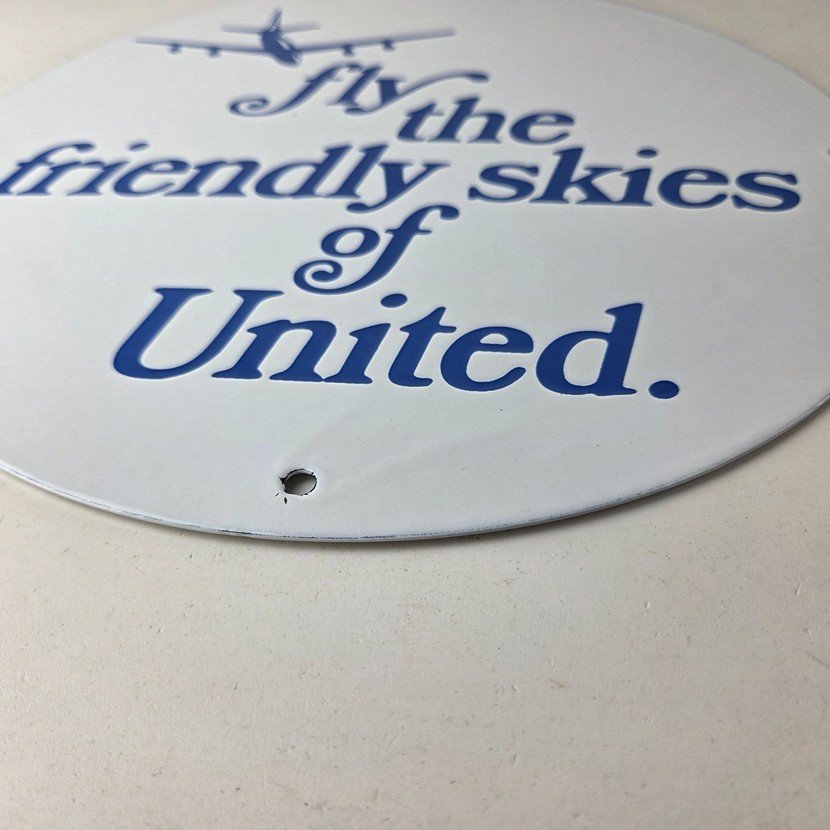 fly
the
friendly skies
of
United.